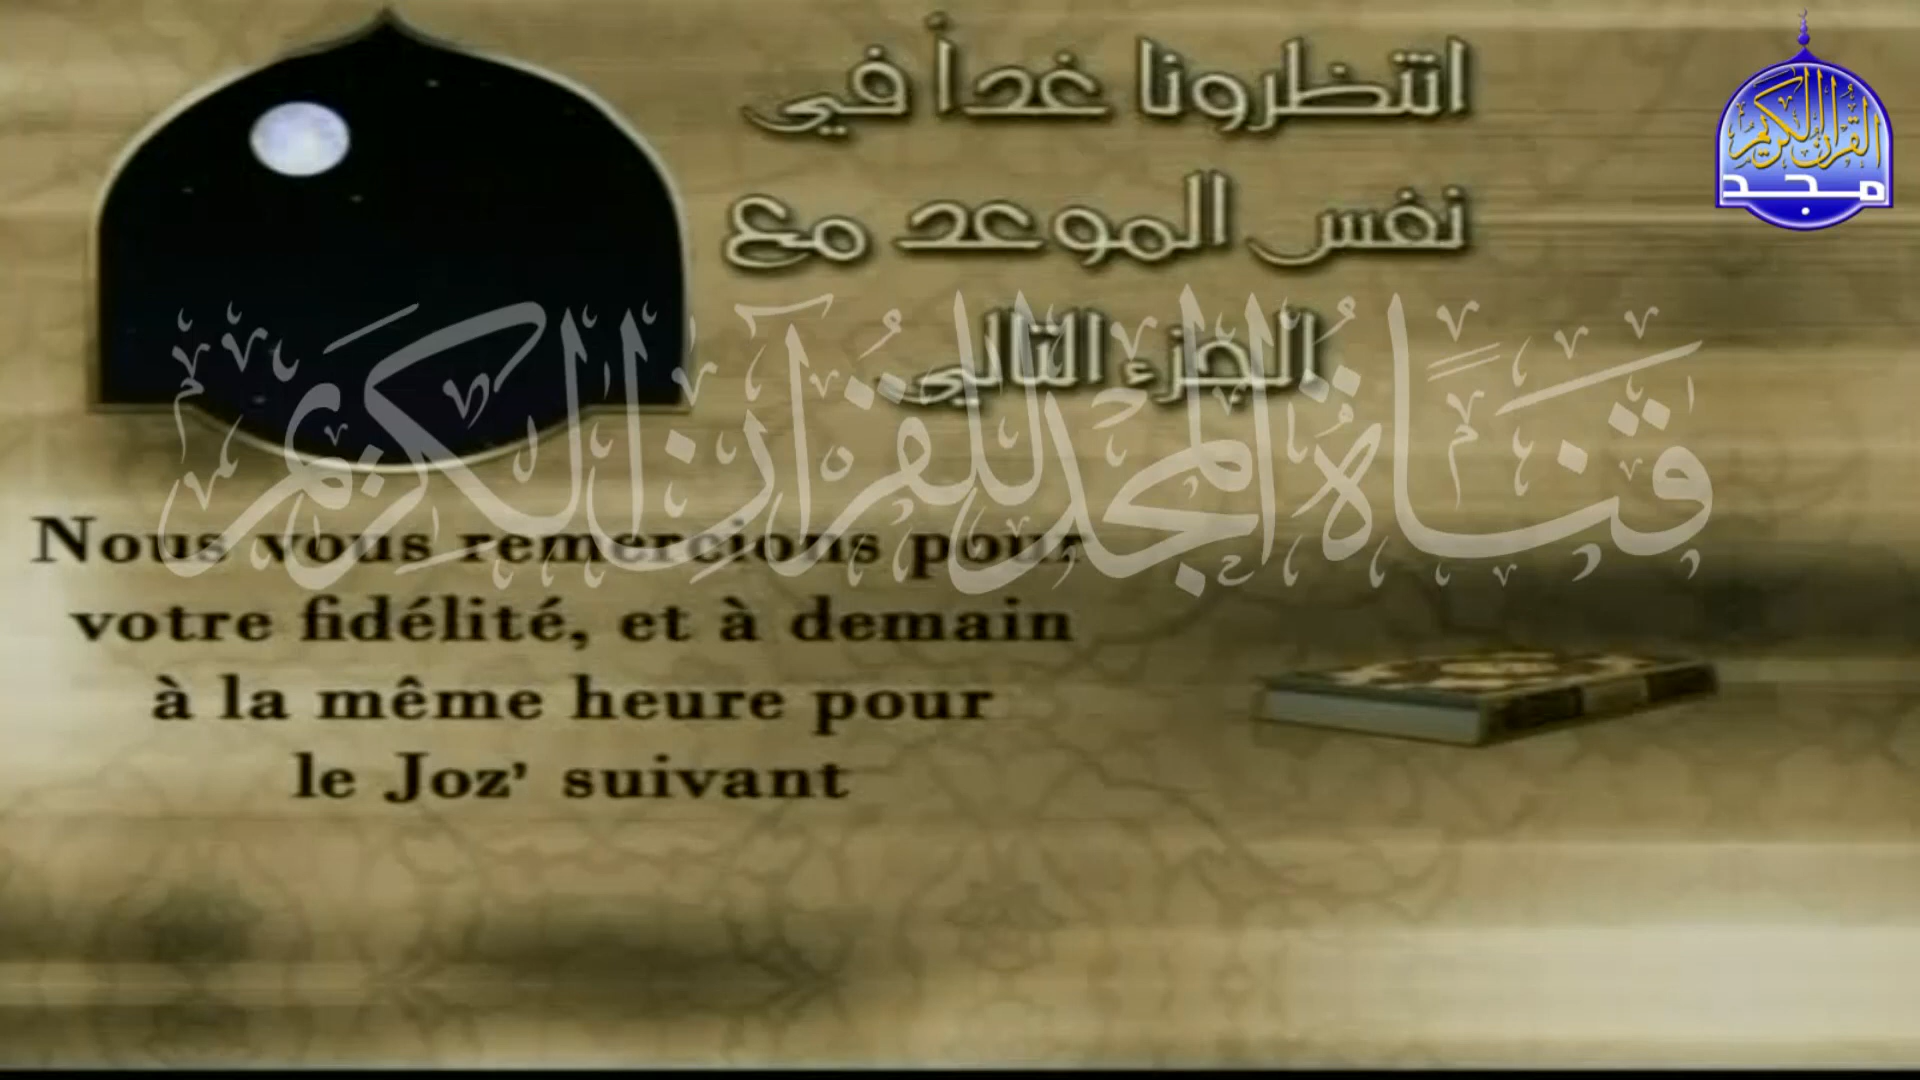 انتظرونا غداً في
نفس الموعد مع
الجزء التالي
القرآن الكريم
مجد
قناة المجد للقرآن الكريم
Nous vous remercions pour
votre fidélité, et à demain
à la même heure pour
le Joz' suivant